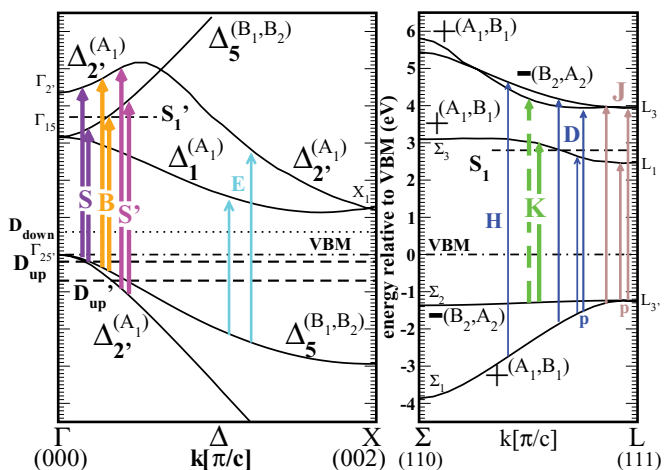 Δ2'(A1)
Δ5(B1,B2)
Γ2'
S1'
Γ15
Δ1(A1)
Δ2'(A1)
S
B
S'
E
X1
Ddown
Γ25'
VBM
Dup
Dup'
Δ2'(A1)
Δ5(B1,B2)
Γ
Δ
X
(000)
k[π/c]
(002)
energy relative to VBM (eV)
6
5
4
3
2
1
0
-1
-2
-3
-4
+(A1,B1)
-(B2,A2)
J
L3
+(A1,B1)
D
Σ3
S1
L1
K
E
H
VBM
Σ2
L3'
-(B2,A2)
p
p
Σ1
+(A1,B1)
Σ
k[π/c]
L
(110)
(111)